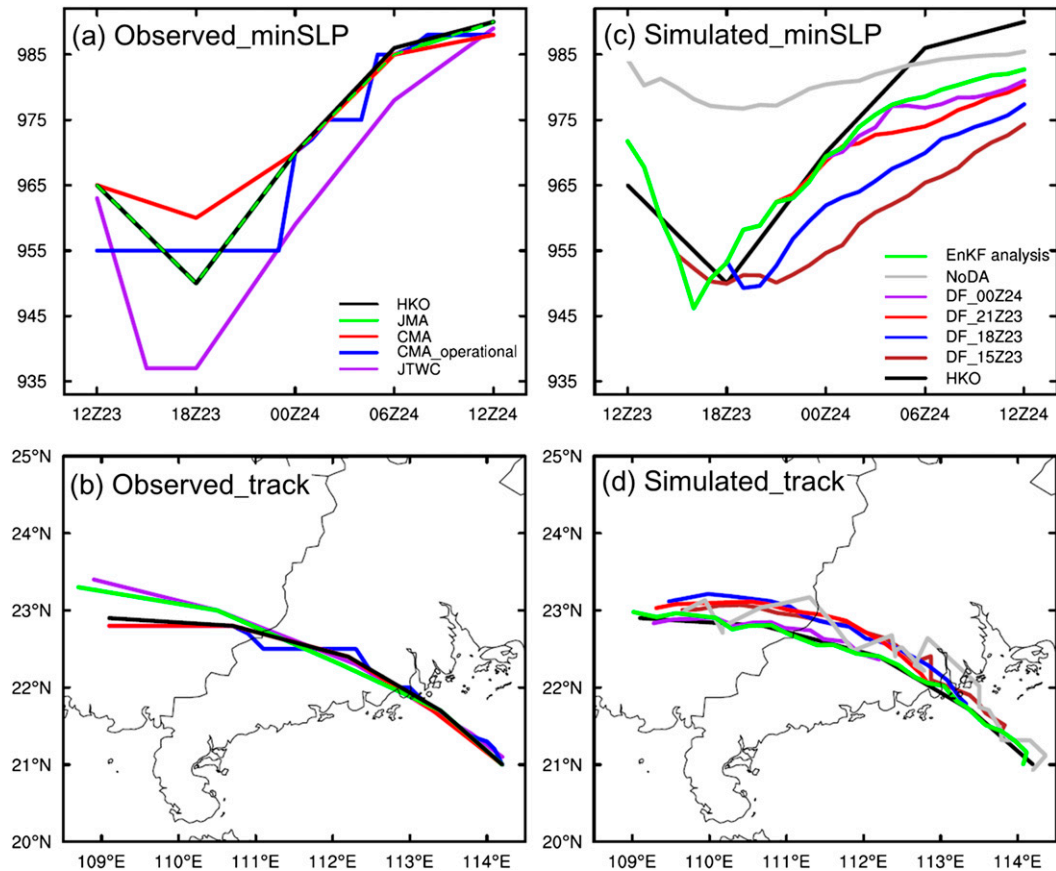 (a) Observed_minSLP
985
975
965
955
945
935
HKO
JMA
CMA
CMA_operational
JTWC
12Z23 18Z23 00Z24 06Z24 12Z24
(c) Simulated_minSLP
985
975
965
955
945
935
EnKF analysis
NoDA
DF_00Z24
DF_21Z23
DF_18Z23
DF_15Z23
HKO
12Z23 18Z23 00Z24 06Z24 12Z24
(b) Observed_track
25°N
24°N
23°N
22°N
21°N
20°N
109°E 110°E 111°E 112°E 113°E 114°E
(d) Simulated_track
25°N
24°N
23°N
22°N
21°N
20°N
109°E 110°E 111°E 112°E 113°E 114°E